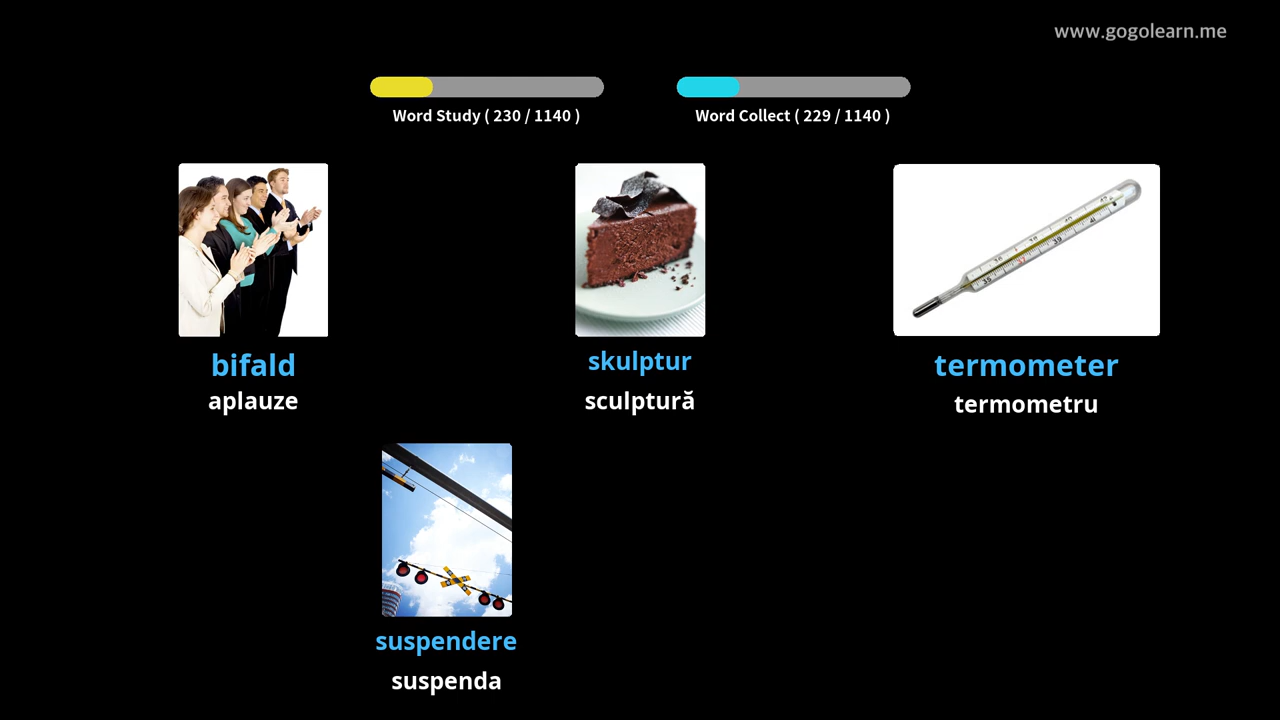 www.gogolearn.me
Word Study ( 230 / 1140 )
Word Collect ( 229 / 1140 )
bifald
aplauze
skulptur
sculptură
termometer
termometru
suspendere
suspenda